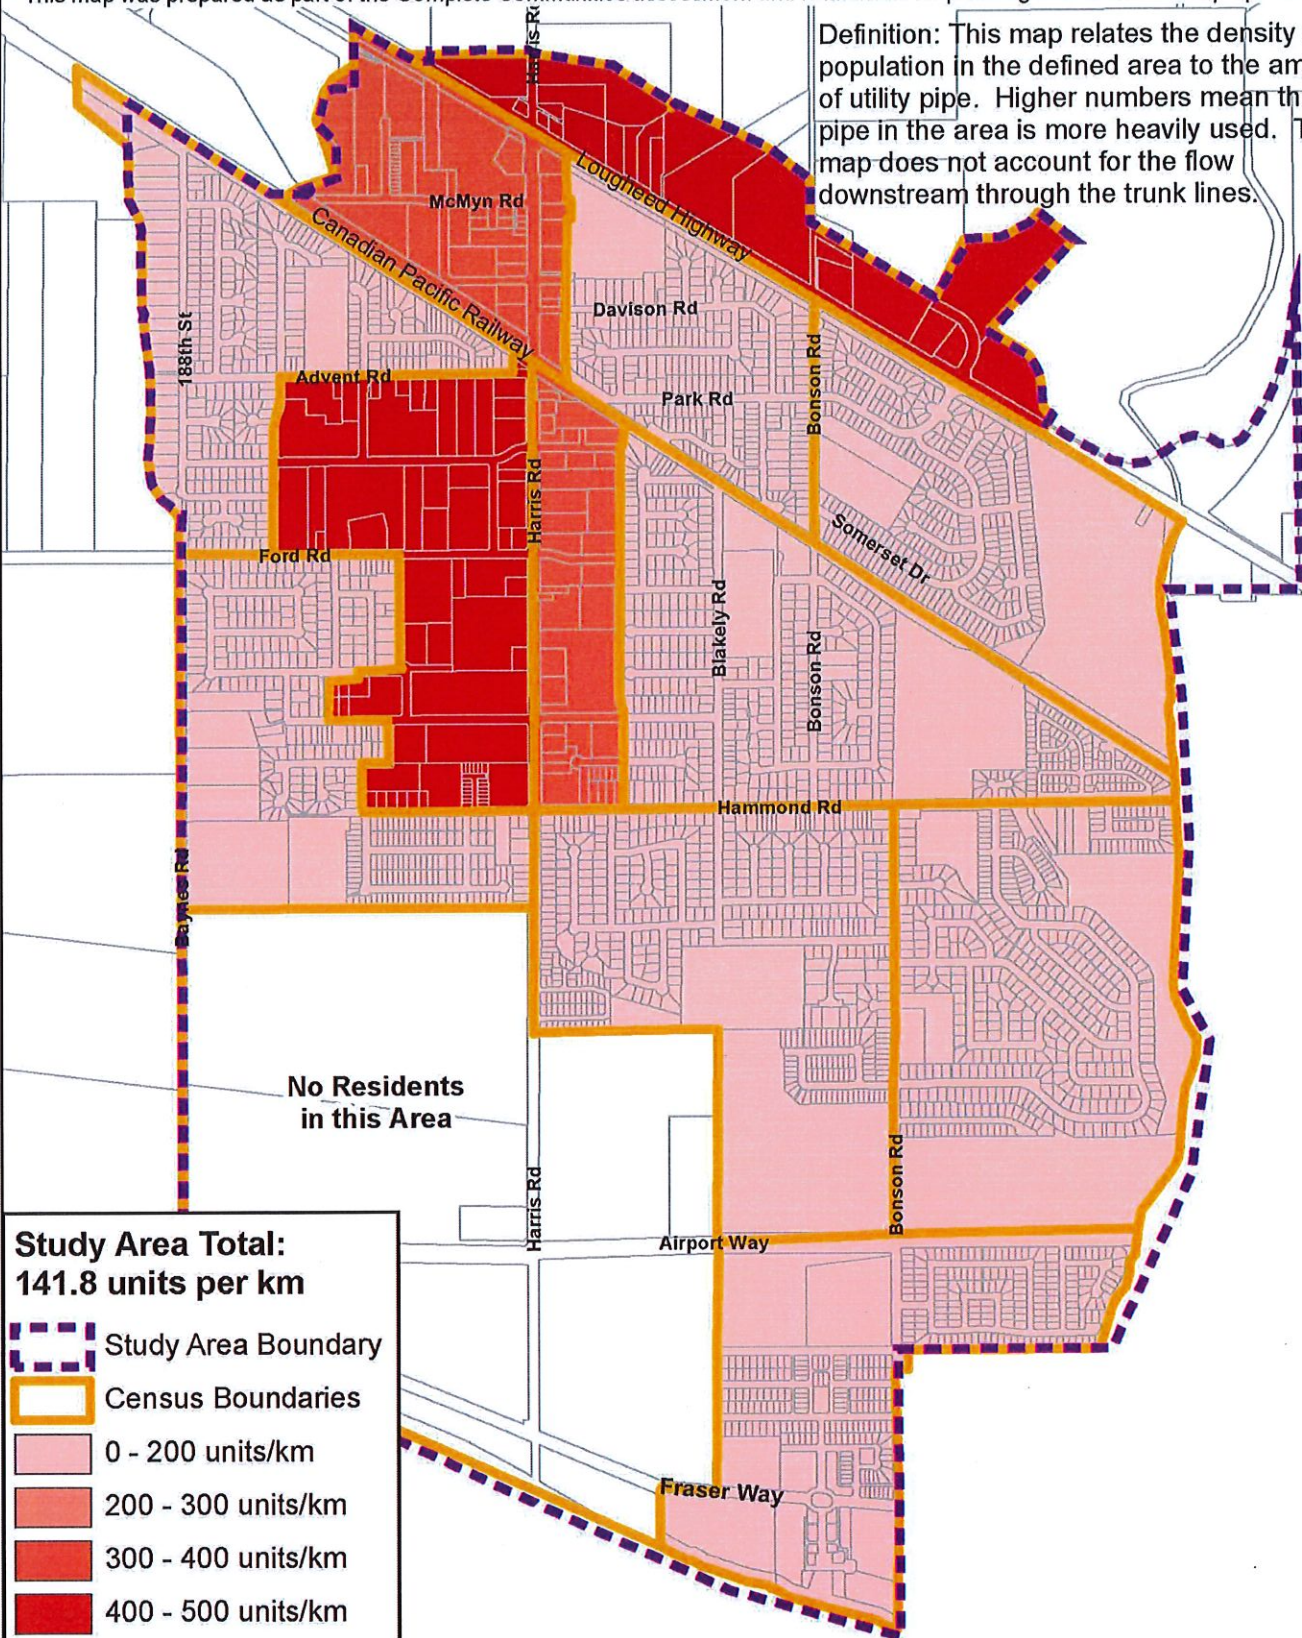 Definition: This map relates the density
population in the defined area to the am
of utility pipe. Higher numbers mean th
pipe in the area is more heavily used. T
map does not account for the flow
downstream through the trunk lines.
Harris Rd
McMyn Rd
Lougheed Highway
Canadian Pacific Railway
Davison Rd
188th St
Bonson Rd
Advent Rd
Park Rd
Harris Rd
Ford Rd
Somerset Dr
Blakely Rd
Bonson Rd
Hammond Rd
Baynes Rd
No Residents
in this Area
Harris Rd
Bonson Rd
Airport Way
Fraser Way
Study Area Total:
141.8 units per km
Study Area Boundary
Census Boundaries
0 - 200 units/km
200 - 300 units/km
300 - 400 units/km
400 - 500 units/km